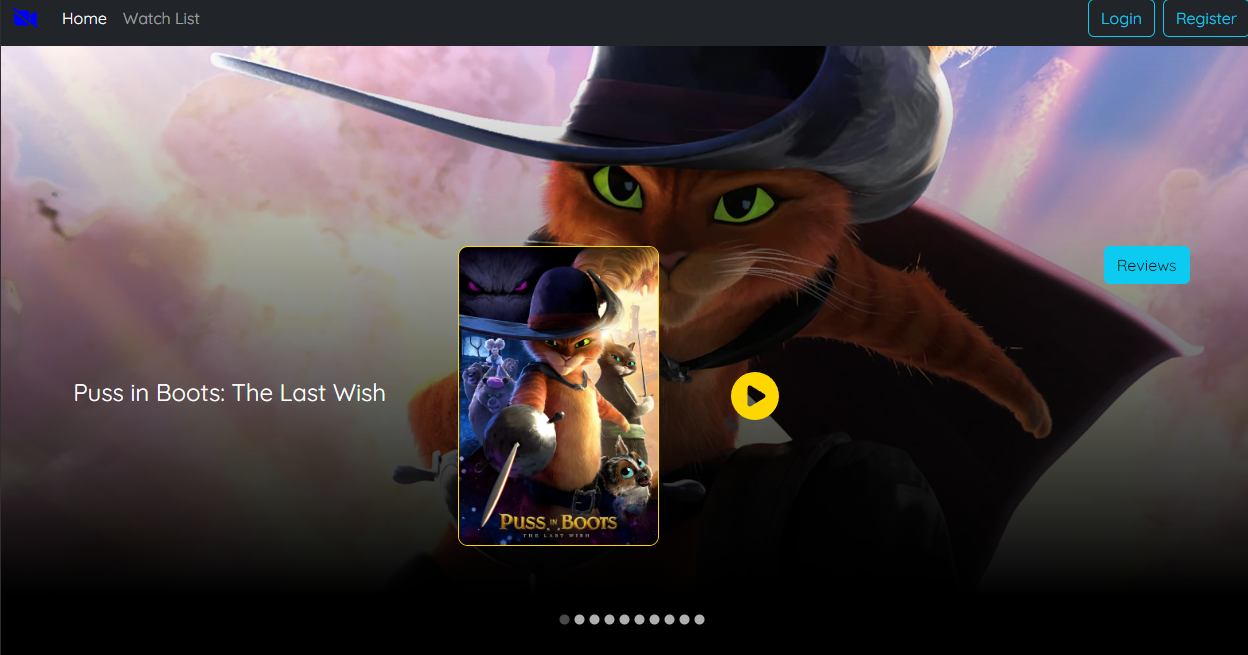 Home Watch List Login Register
Reviews
Puss in Boots: The Last Wish
PUSS IN BOOTS
THE LAST WISH